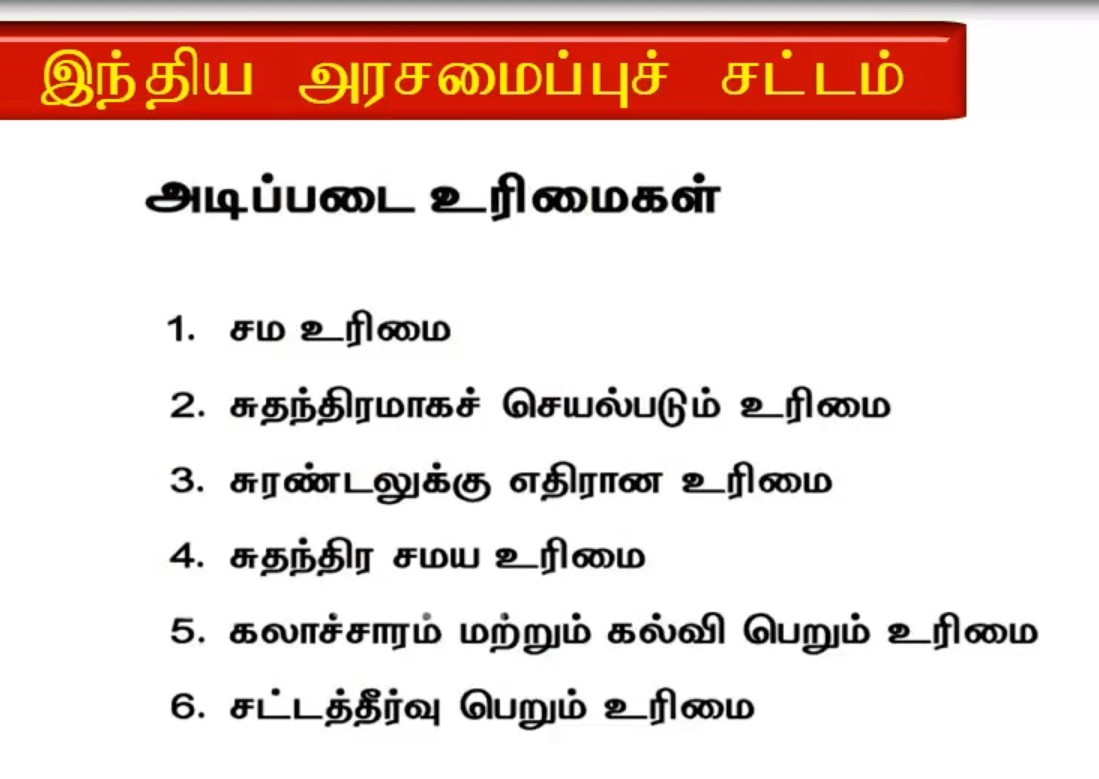 இந்திய அரசமைப்புச் சட்டம்
அடிப்படை உரிமைகள்
1. சம உரிமை
2. சுதந்திரமாகச் செயல்படும் உரிமை
3. சுரண்டலுக்கு எதிரான உரிமை
4. சுதந்திர சமய உரிமை
5. கலாச்சாரம் மற்றும் கல்வி பெறும் உரிமை
6. சட்டத்தீர்வு பெறும் உரிமை